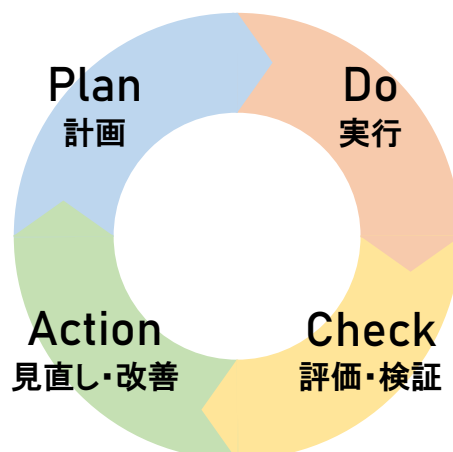 Plan
計画
Do
実行
Check
評価・検証
Action
見直し・改善